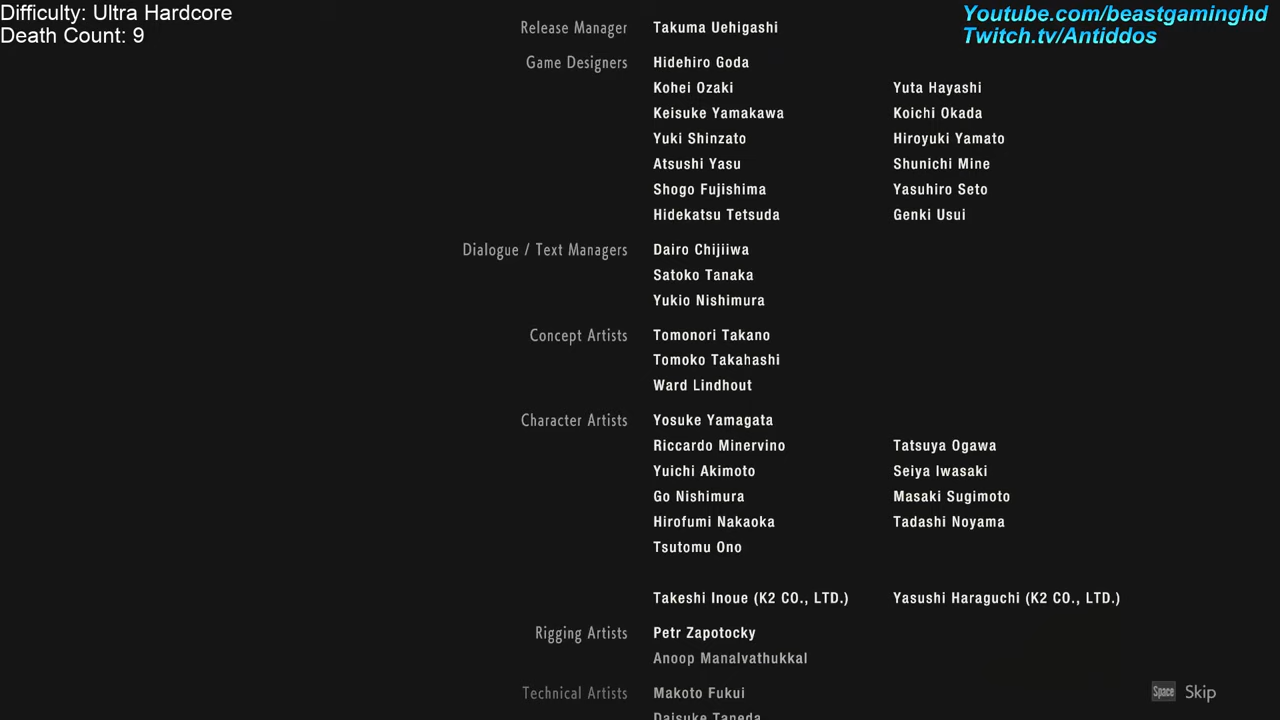 Difficulty: Ultra Hardcore
Death Count: 9
Youtube.com/beastgaminghd
Twitch.tv/Antiddos
Release Manager Takuma Uehigashi
Game Designers Hidehiro Goda
Kohei Ozaki Yuta Hayashi
Keisuke Yamakawa Koichi Okada
Yuki Shinzato Hiroyuki Yamato
Atsushi Yasu Shunichi Mine
Shogo Fujishima Yasuhiro Seto
Hidekatsu Tetsuda Genki Usui
Dialogue / Text Managers Dairo Chijiiwa
Satoko Tanaka
Yukio Nishimura
Concept Artists Tomonori Takano
Tomoko Takahashi
Ward Lindhout
Character Artists Yosuke Yamagata
Riccardo Minervino Tatsuya Ogawa
Yuichi Akimoto Seiya Iwasaki
Go Nishimura Masaki Sugimoto
Hirofumi Nakaoka Tadashi Noyama
Tsutomu Ono
Takeshi Inoue (K2 CO., LTD.) Yasushi Haraguchi (K2 CO., LTD.)
Rigging Artists Petr Zapotocky
Anoop Manalvathukkal
Technical Artists Makoto Fukui
Daisuke Taneda
Space Skip